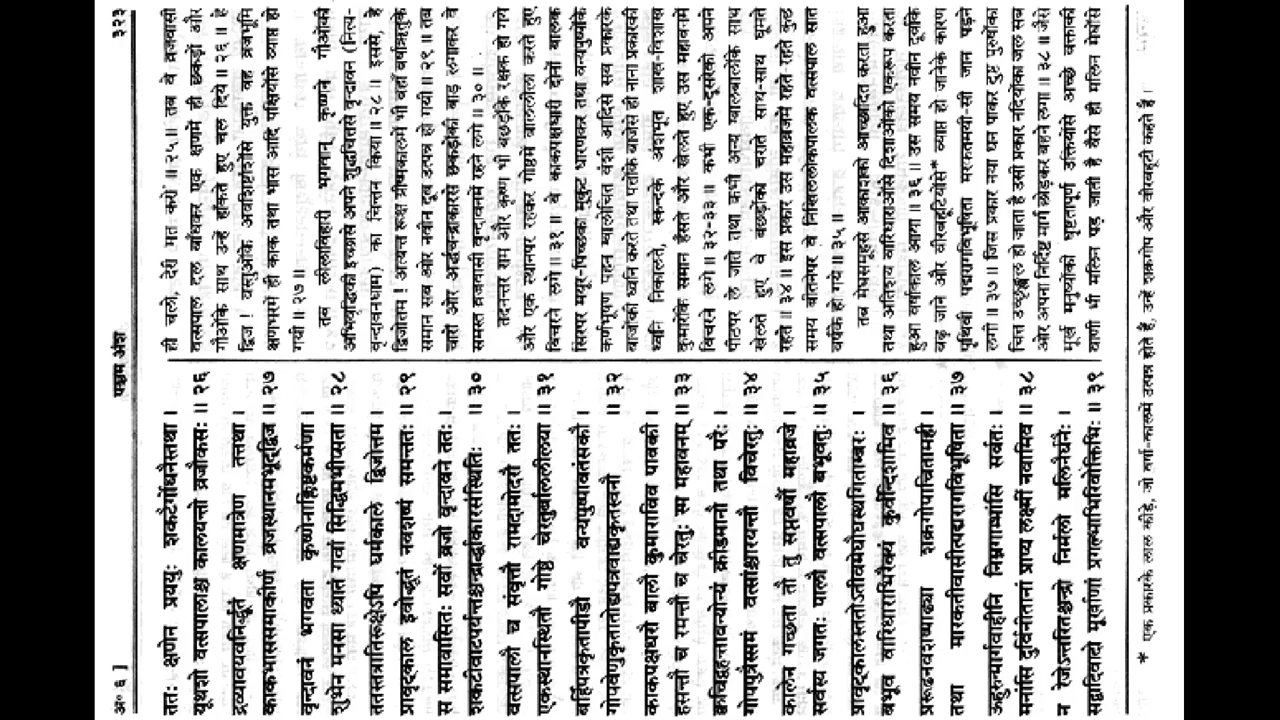 अ० ६ ]
पञ्चम अंश
३२३
ततः क्षणेन प्रययुः शकटैर्गोधनैस्तथा ।
यूथशो वत्सपालाश्च कालयन्तो व्रजौकसः ॥ २६
द्रव्यावयवनिर्द्धूतं क्षणमात्रेण तत्तथा ।
काकभाससमाकीर्णं व्रजस्थानमभूद्द्विज ॥ २७
वृन्दावनं भगवता कृष्णेनाक्लिष्टकर्मणा ।
शुभेन मनसा ध्यातं गवां सिद्धिमभीप्सता ॥ २८
ततस्तत्रातिरूक्षेऽपि घर्मकाले द्विजोत्तम ।
प्रावृट्काल इवोद्भूतं नवशष्पं समन्ततः ॥ २९
स समावासितः सर्वो व्रजो वृन्दावने ततः ।
शकटीवाटपर्यन्तश्चन्द्रार्द्धाकारसंस्थितिः ॥ ३०
वत्सपालौ च संवृत्तौ रामदामोदरौ ततः ।
एकस्थानस्थितौ गोष्ठे चेरतुर्बाललीलया ॥ ३१
बर्हिपत्रकृतापीडौ वन्यपुष्पावतंसकौ ।
गोपवेणुकृतातोद्यपत्रवाद्यकृतस्वनौ ॥ ३२
काकपक्षधरौ बालौ कुमाराविव पावकी ।
हसन्तौ च रमन्तौ च चेरतुः स महावनम् ॥ ३३
क्वचिद्वहन्तावन्योन्यं क्रीडमानौ तथा परैः ।
गोपपुत्रैस्समं वत्सांश्चारयन्तौ विचेरतुः ॥ ३४
कालेन गच्छता तौ तु सप्तवर्षौ महाव्रजे ।
सर्वस्य जगतः पालौ वत्सपालौ बभूवतुः ॥ ३५
प्रावृट्कालस्ततोऽतीवमेघौघस्थगिताम्बरः ।
बभूव वारिधाराभिरैक्यं कुर्वन्दिशामिव ॥ ३६
प्ररूढनवशष्पाढ्या शक्रगोपाचितामही ।
तथा मारकतीवासीत्पद्मरागविभूषिता ॥ ३७
ऊहुरुन्मार्गवाहीनि निम्नगाम्भांसि सर्वतः ।
मनांसि दुर्विनीतानां प्राप्य लक्ष्मीं नवामिव ॥ ३८
न रेजेऽन्तरितश्चन्द्रो निर्मलो मलिनैर्घनैः ।
सद्वादिवादो मूर्खाणां प्रगल्भाभिरिवोक्तिभिः ॥ ३९
ही चलो, देरी मत करो' ॥ २५ ॥ तब वे व्रजवासी
वत्सपाल दल बाँधकर एक क्षणमें ही छकड़ों और
गौओंके साथ उन्हें हाँकते हुए चल दिये ॥ २६ ॥ हे
द्विज ! वस्तुओंके अवशिष्टांशोंसे युक्त वह व्रजभूमि
क्षणभरमें ही काक तथा भास आदि पक्षियोंसे व्याप्त हो
गयी ॥ २७ ॥
तब लीलाविहारी भगवान् कृष्णने गौओंकी
अभिवृद्धिकी इच्छासे अपने शुद्धचित्तसे वृन्दावन (नित्य-
वृन्दावनधाम) का चिन्तन किया ॥ २८ ॥ इससे, हे
द्विजोत्तम ! अत्यन्त रूक्ष ग्रीष्मकालमें भी वहाँ वर्षाऋतुके
समान सब ओर नवीन दूब उत्पन्न हो गयी ॥ २९ ॥ तब
चारों ओर अर्द्धचन्द्राकारसे छकड़ोंकी बाड़ लगाकर वे
समस्त व्रजवासी वृन्दावनमें रहने लगे ॥ ३० ॥
तदनन्तर राम और कृष्ण भी बछड़ोंके रक्षक हो गये
और एक स्थानपर रहकर गोष्ठमें बाललीला करते हुए
विचरने लगे ॥ ३१ ॥ वे काकपक्षधारी दोनों बालक
सिरपर मयूर-पिच्छका मुकुट धारणकर तथा वन्यपुष्पोंके
कर्णभूषण पहन ग्वालोचित वंशी आदिसे सब प्रकारके
बाजोंकी ध्वनि करते तथा पत्तोंके बाजेसे ही नाना प्रकारकी
ध्वनि निकालते, स्कन्दके अंशभूत शाख-विशाख
कुमारोंके समान हँसते और खेलते हुए उस महावनमें
विचरने लगे ॥ ३२-३३ ॥ कभी एक-दूसरेको अपने
पीठपर ले जाते तथा कभी अन्य ग्वालबालोंके साथ
खेलते हुए वे बछड़ोंको चराते साथ-साथ घूमते
रहते ॥ ३४ ॥ इस प्रकार उस महाव्रजमें रहते-रहते कुछ
समय बीतनेपर वे निखिललोकपालक वत्सपाल सात
वर्षके हो गये ॥ ३५ ॥
तब मेघसमूहसे आकाशको आच्छादित करता हुआ
तथा अतिशय वारिधाराओंसे दिशाओंको एकरूप करता
हुआ वर्षाकाल आया ॥ ३६ ॥ उस समय नवीन दूर्वाके
बढ़ जाने और वीरबहूटियोंसे* व्याप्त हो जानेके कारण
पृथिवी पद्मरागविभूषिता मरकतमयी-सी जान पड़ने
लगी ॥ ३७ ॥ जिस प्रकार नया धन पाकर दुष्ट पुरुषोंका
चित्त उच्छृङ्खल हो जाता है उसी प्रकार नदियोंका जल सब
ओर अपना निर्दिष्ट मार्ग छोड़कर बहने लगा ॥ ३८ ॥ जैसे
मूर्ख मनुष्योंकी धृष्टतापूर्ण उक्तियोंसे अच्छे वक्ताकी
वाणी भी मलिन पड़ जाती है वैसे ही मलिन मेघोंसे
* एक प्रकारके लाल कीड़े, जो वर्षा-कालमें उत्पन्न होते हैं, उन्हें शक्रगोप और वीरबहूटी कहते हैं।